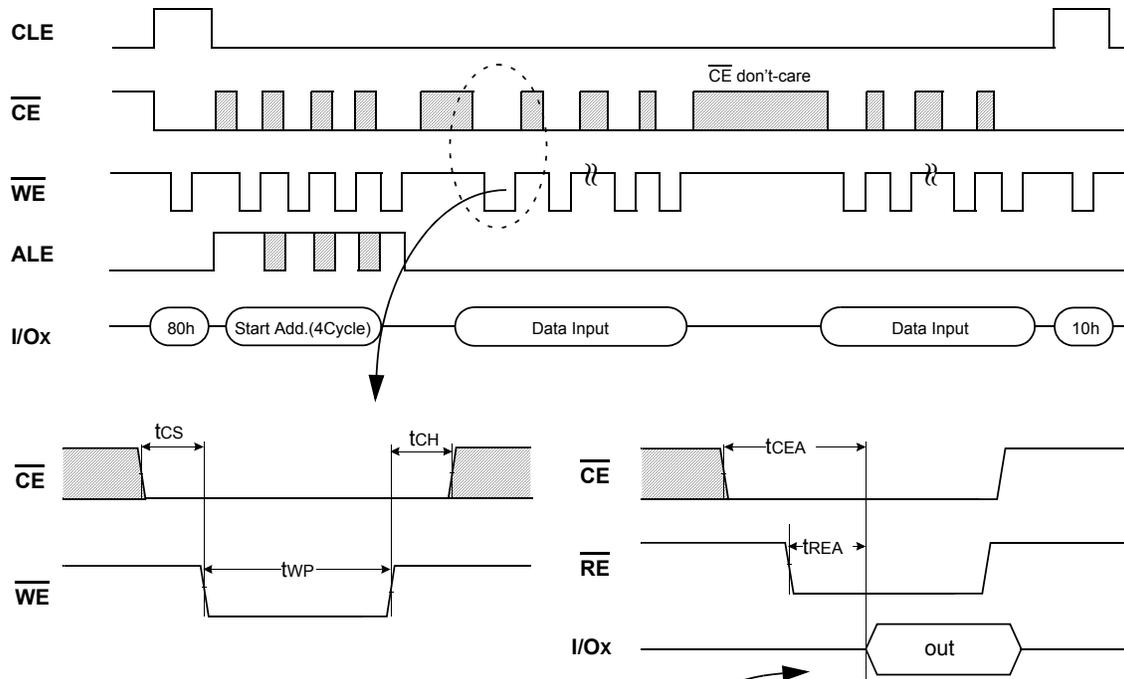 CLE
CE don't-care
CE
WE
ALE
I/Ox
80h
Start Add.(4Cycle)
Data Input
Data Input
10h
tCS
tCH
CE
tWP
WE
tCEA
CE
tREA
RE
I/Ox
out